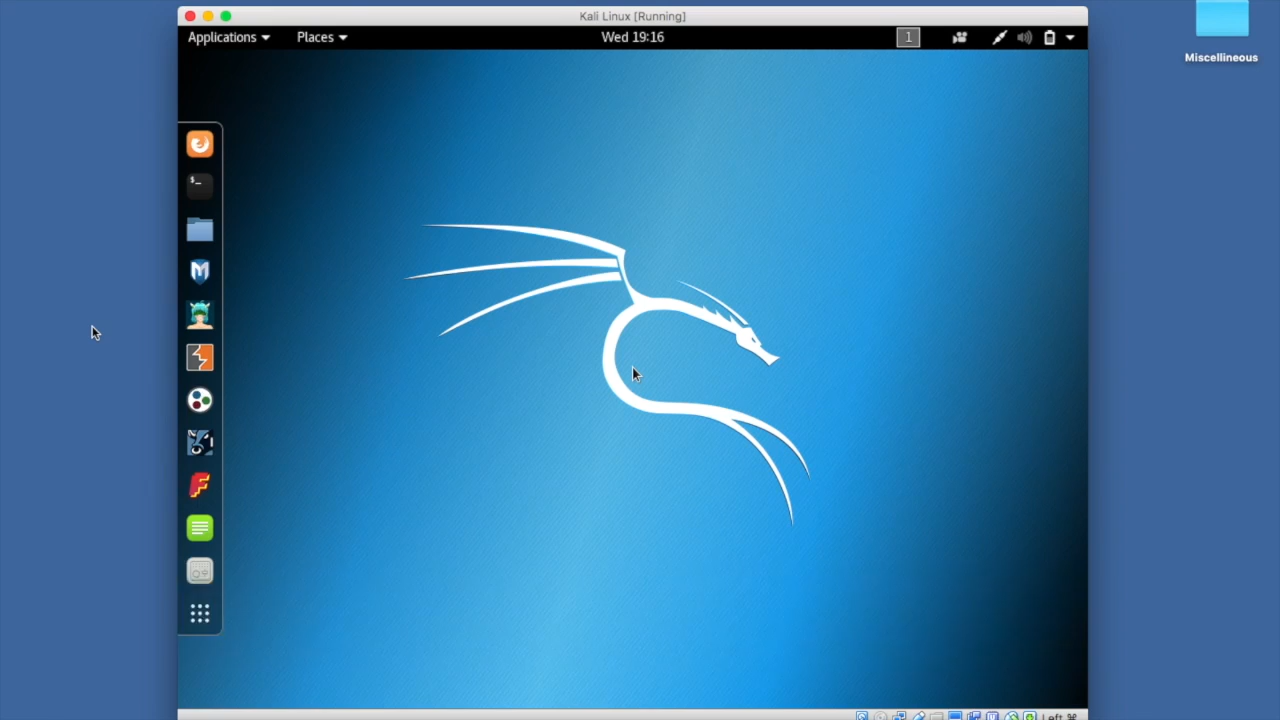 Kali Linux [Running]
Applications Places Wed 19:16 1
Miscellineous
$_
M
F
Left ⌘